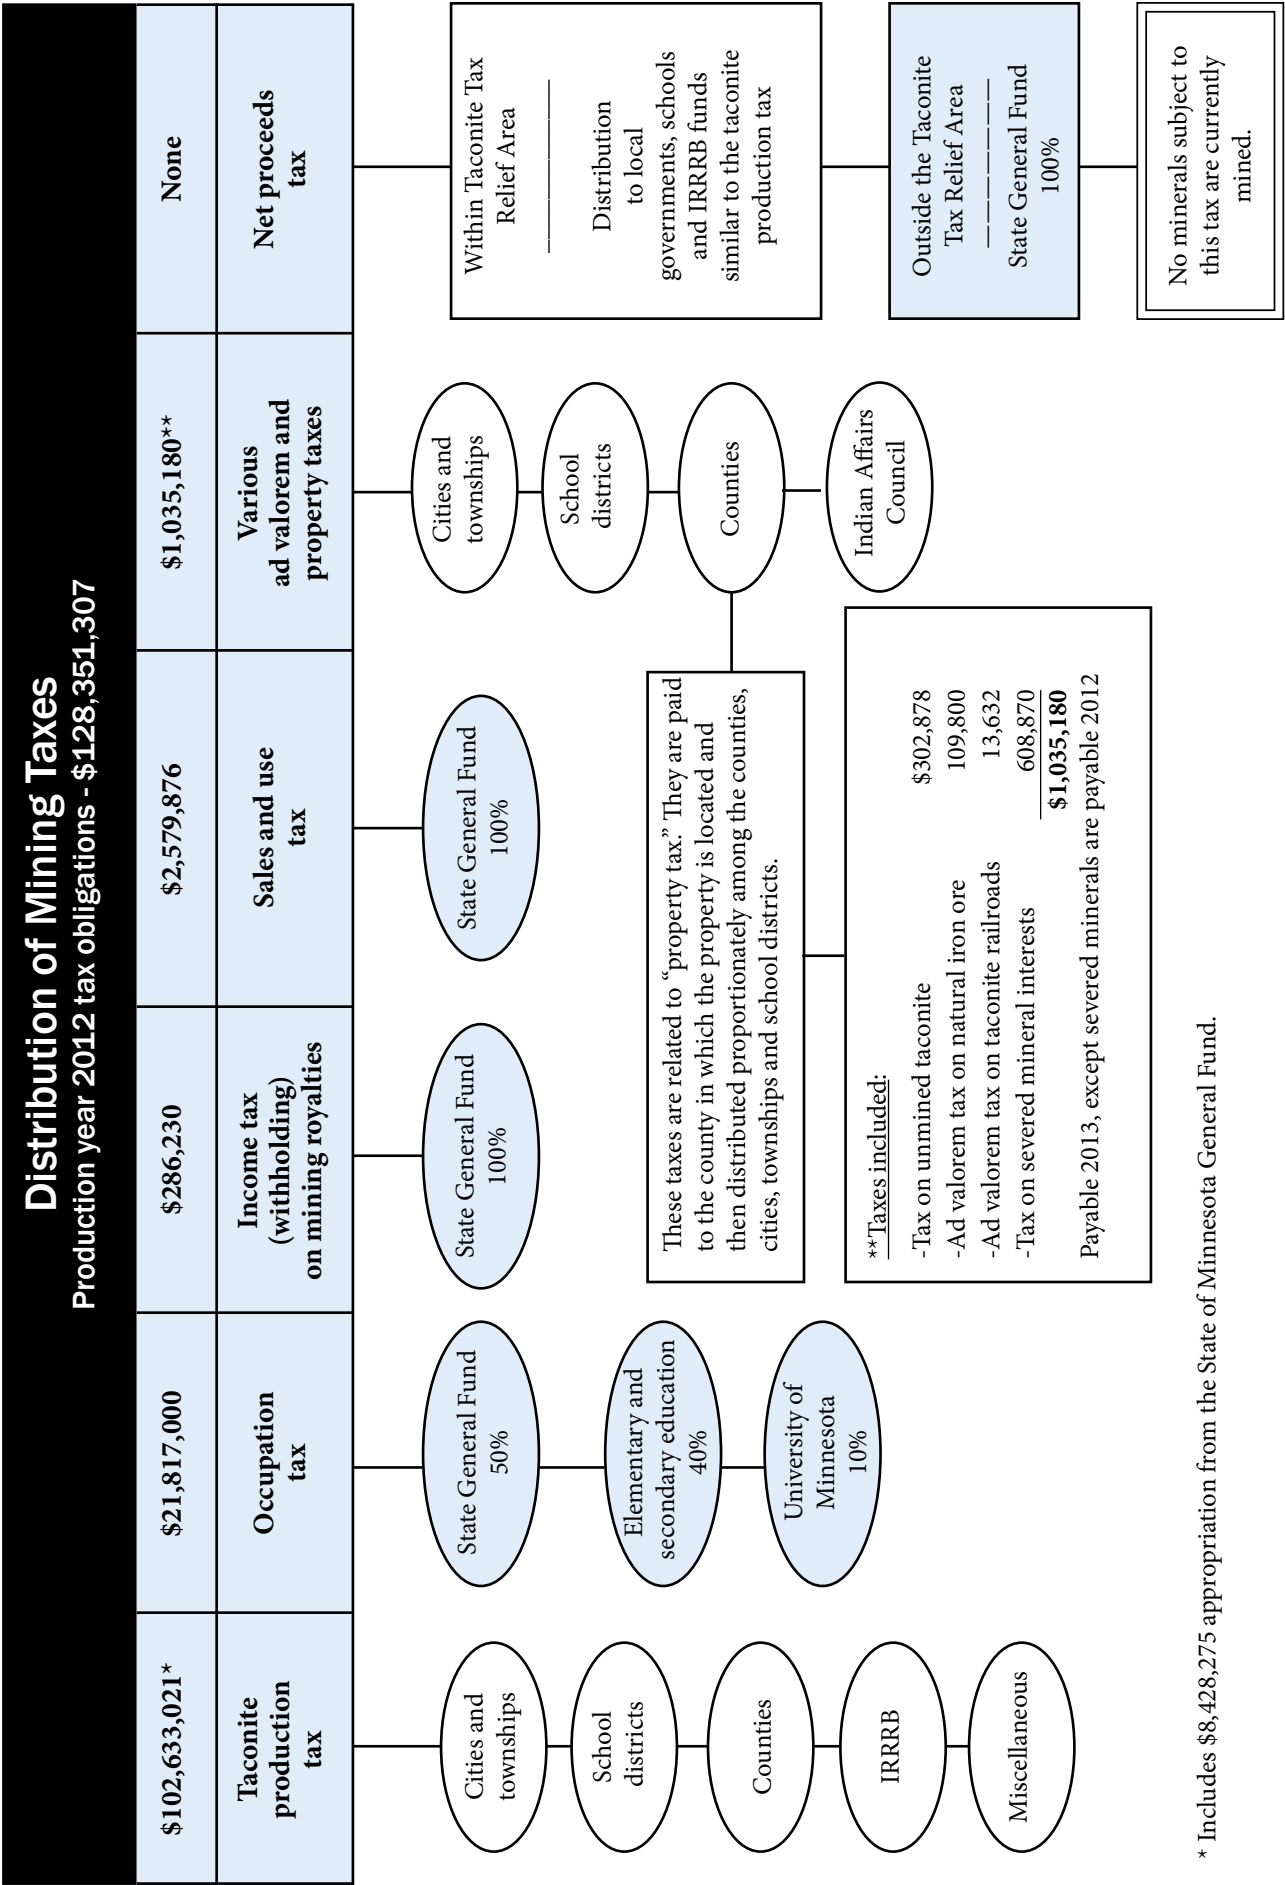 Distribution of Mining Taxes
Production year 2012 tax obligations - $128,351,307
$102,633,021*
$21,817,000
$286,230
$2,579,876
$1,035,180**
None
Taconite
production
tax
Occupation
tax
Income tax
(withholding)
on mining royalties
Sales and use
tax
Various
ad valorem and
property taxes
Net proceeds
tax
Cities and
townships
School
districts
Counties
IRRRB
Miscellaneous
State General Fund
50%
Elementary and
secondary education
40%
University of
Minnesota
10%
State General Fund
100%
State General Fund
100%
Cities and
townships
School
districts
Counties
Indian Affairs
Council
These taxes are related to “property tax.” They are paid
to the county in which the property is located and
then distributed proportionately among the counties,
cities, townships and school districts.
**Taxes included:
-Tax on unmined taconite $302,878
-Ad valorem tax on natural iron ore 109,800
-Ad valorem tax on taconite railroads 13,632
-Tax on severed mineral interests 608,870
$1,035,180
Payable 2013, except severed minerals are payable 2012
Within Taconite Tax
Relief Area
Distribution
to local
governments, schools
and IRRRB funds
similar to the taconite
production tax
Outside the Taconite
Tax Relief Area
State General Fund
100%
No minerals subject to
this tax are currently
mined.
* Includes $8,428,275 appropriation from the State of Minnesota General Fund.